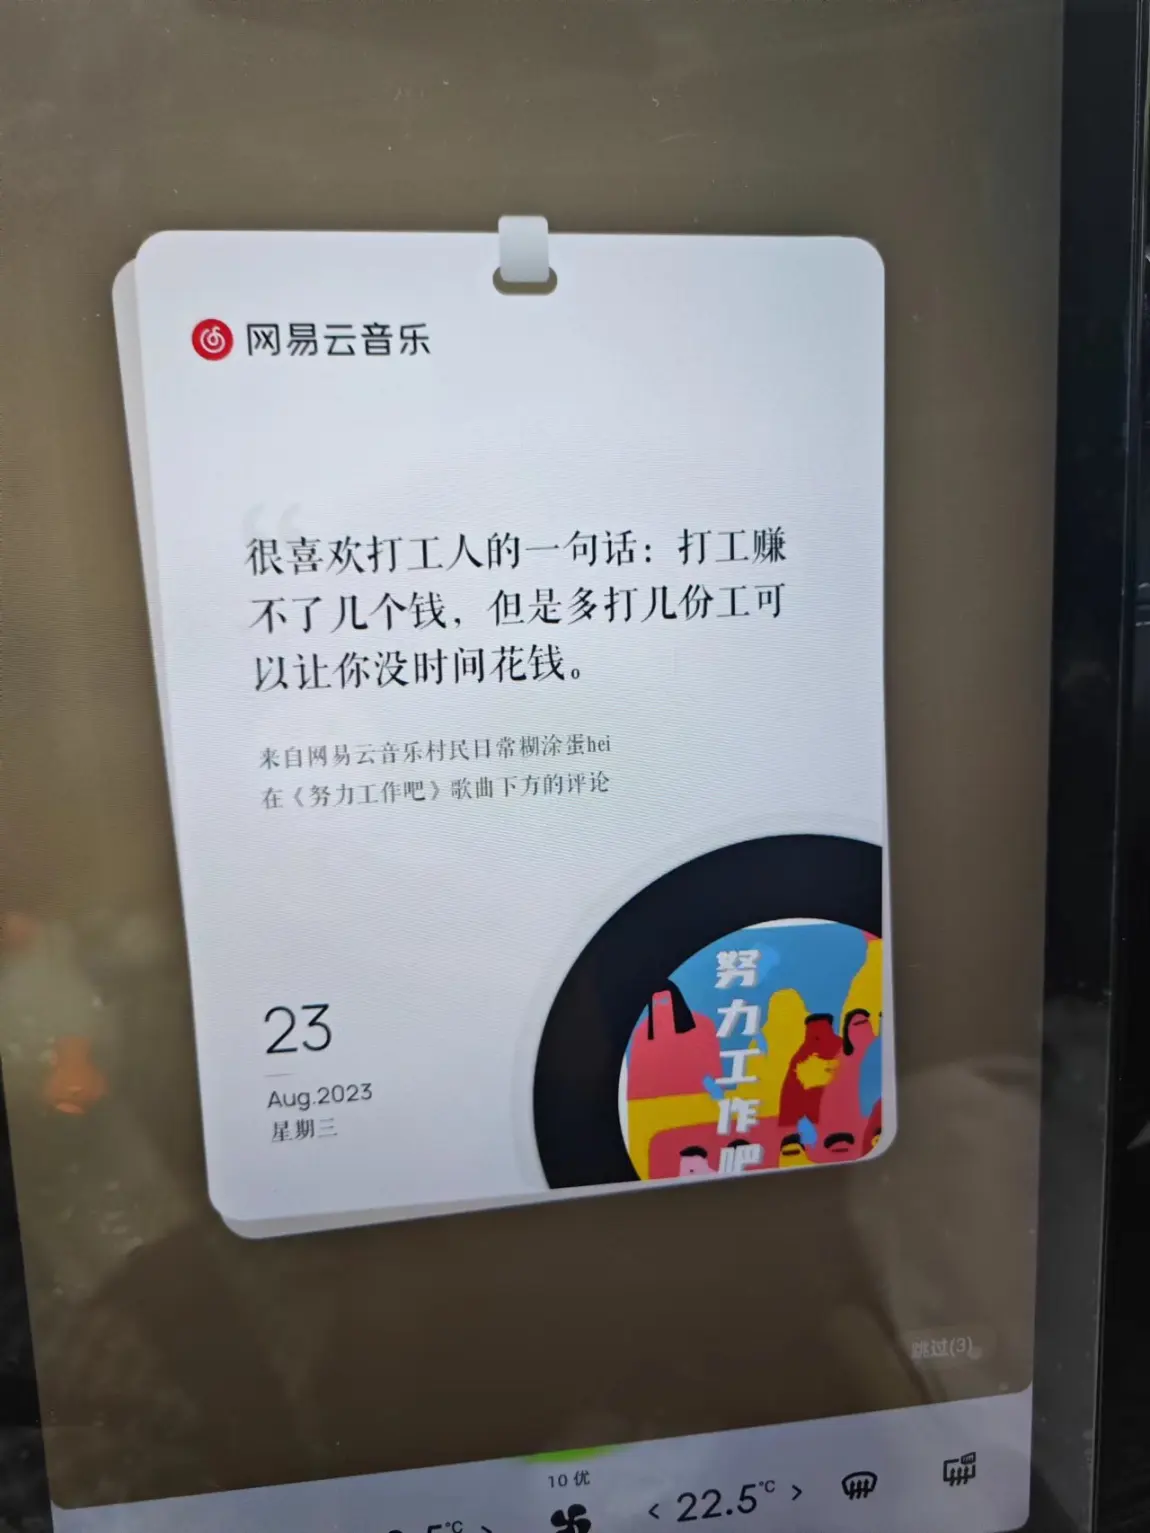 网易云音乐
很喜欢打工人的一句话：打工赚
不了几个钱，但是多打几份工可
以让你没时间花钱。
来自网易云音乐村民日常糊涂蛋hei
在《努力工作吧》歌曲下方的评论
努力工作吧
23
Aug.2023
星期三
跳过(3)
10 优
.5℃ >
< 22.5℃ >